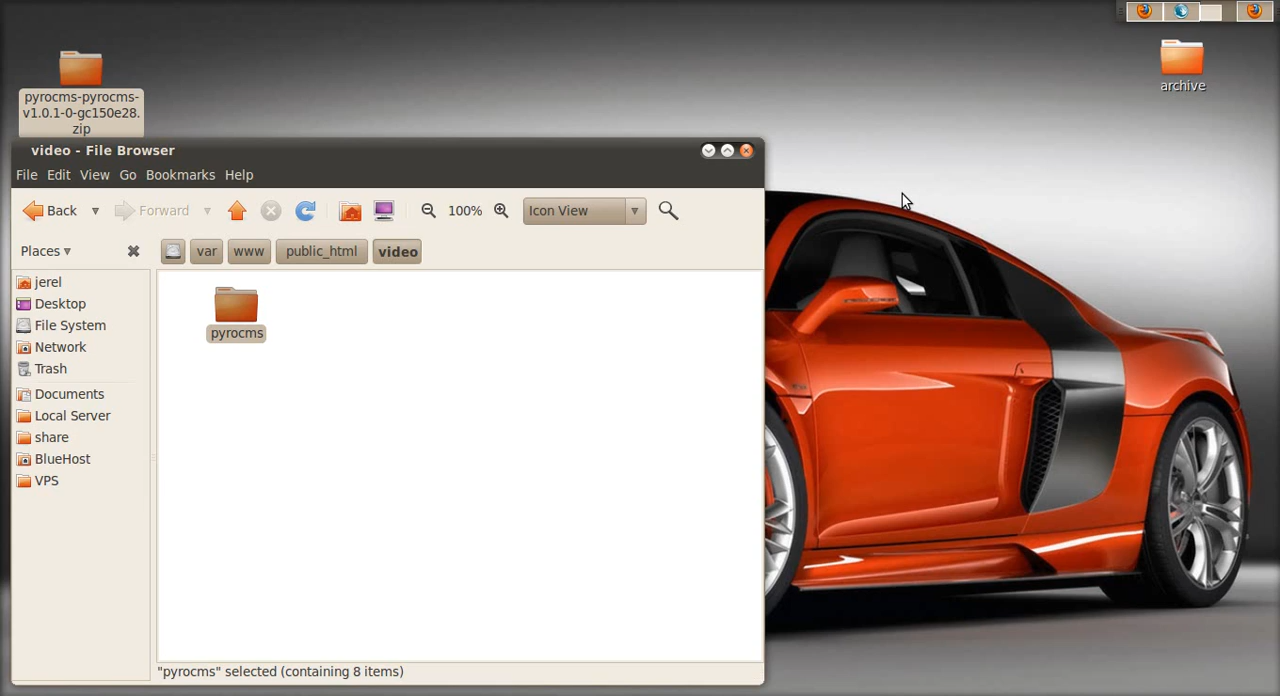 pyrocms-pyrocms-
v1.0.1-0-gc150e28.
zip
archive
video - File Browser
File Edit View Go Bookmarks Help
Back Forward 100% Icon View
Places var www public_html video
jerel
Desktop
File System
Network
Trash
Documents
Local Server
share
BlueHost
VPS
pyrocms
"pyrocms" selected (containing 8 items)